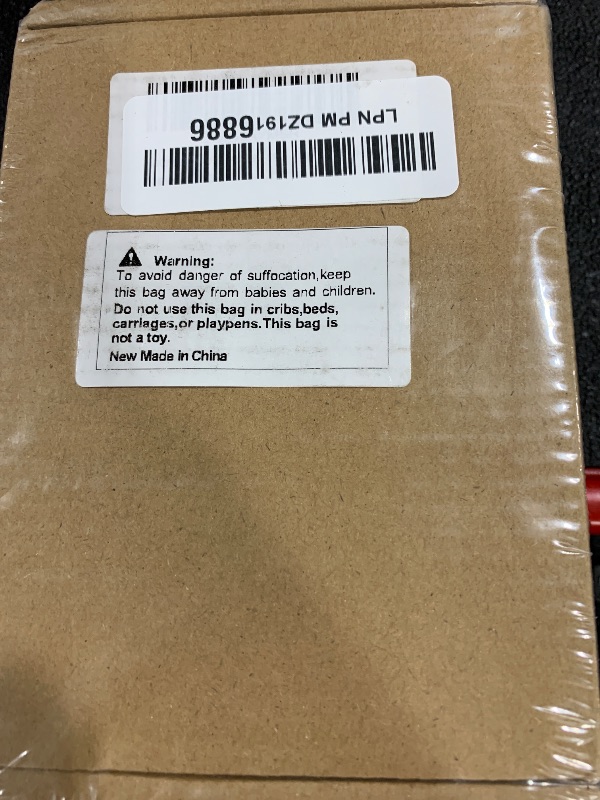 LPN PM DZ1916886
Warning:
To avoid danger of suffocation,keep
this bag away from babies and children.
Do not use this bag in cribs,beds,
carriages,or playpens.This bag is
not a toy.
New Made in China